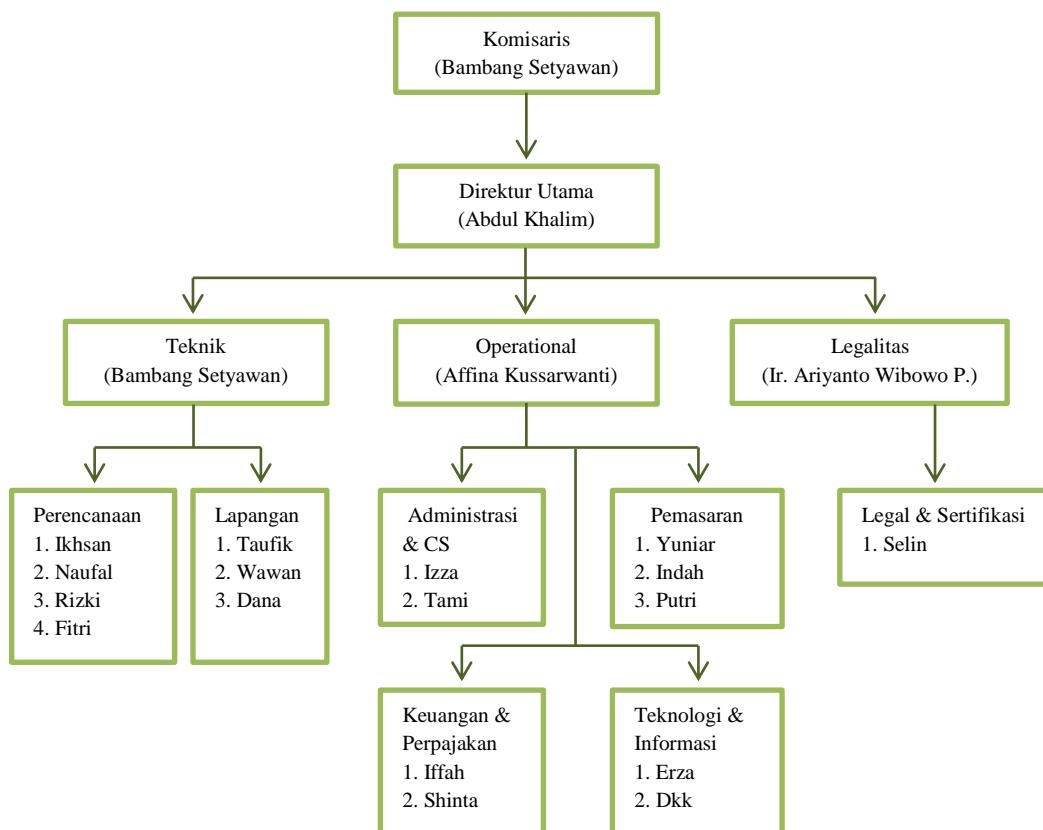 Komisaris
(Bambang Setyawan)
Direktur Utama
(Abdul Khalim)
Teknik
(Bambang Setyawan)
Operational
(Affina Kussarwanti)
Legalitas
(Ir. Ariyanto Wibowo P.)
Perencanaan
1. Ikhsan
2. Naufal
3. Rizki
4. Fitri
Lapangan
1. Taufik
2. Wawan
3. Dana
Administrasi
& CS
1. Izza
2. Tami
Pemasaran
1. Yuniar
2. Indah
3. Putri
Legal & Sertifikasi
1. Selin
Keuangan &
Perpajakan
1. Iffah
2. Shinta
Teknologi &
Informasi
1. Erza
2. Dkk